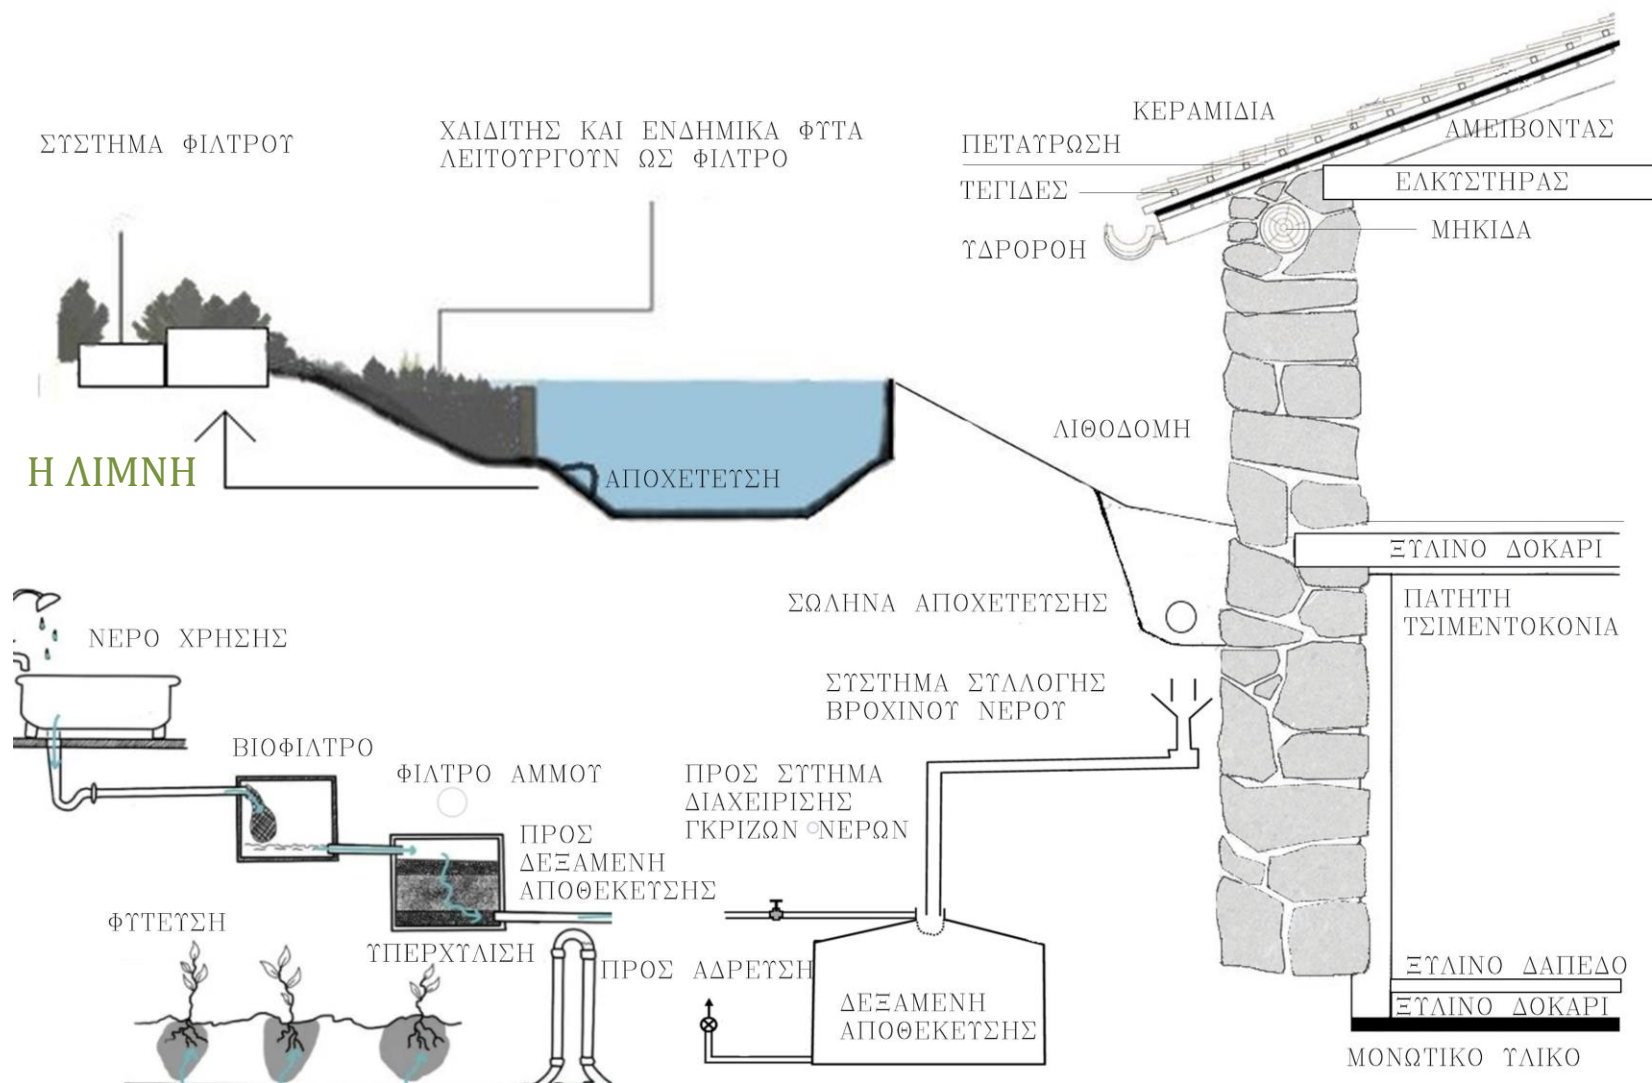 ΣΥΣΤΗΜΑ ΦΙΛΤΡΟΥ
ΧΑΙΔΙΤΗΣ ΚΑΙ ΕΝΔΗΜΙΚΑ ΦΥΤΑ
ΛΕΙΤΟΥΡΓΟΥΝ ΩΣ ΦΙΛΤΡΟ
ΚΕΡΑΜΙΔΙΑ
ΑΜΕΙΒΟΝΤΑΣ
ΠΕΤΑΥΡΩΣΗ
ΤΕΓΙΔΕΣ
ΕΛΚΥΣΤΗΡΑΣ
ΥΔΡΟΡΟΗ
ΜΗΚΙΔΑ
Η ΛΙΜΝΗ
ΑΠΟΧΕΤΕΥΣΗ
ΛΙΘΟΔΟΜΗ
ΞΥΛΙΝΟ ΔΟΚΑΡΙ
ΣΩΛΗΝΑ ΑΠΟΧΕΤΕΥΣΗΣ
ΠΑΤΗΤΗ
ΤΣΙΜΕΝΤΟΚΟΝΙΑ
ΝΕΡΟ ΧΡΗΣΗΣ
ΣΥΣΤΗΜΑ ΣΥΛΛΟΓΗΣ
ΒΡΟΧΙΝΟΥ ΝΕΡΟΥ
ΒΙΟΦΙΛΤΡΟ
ΦΙΛΤΡΟ ΑΜΜΟΥ
ΠΡΟΣ ΣΥΤΗΜΑ
ΔΙΑΧΕΙΡΙΣΗΣ
ΓΚΡΙΖΩΝ ΝΕΡΩΝ
ΠΡΟΣ
ΔΕΞΑΜΕΝΗ
ΑΠΟΘΕΚΕΥΣΗΣ
ΦΥΤΕΥΣΗ
ΥΠΕΡΧΥΛΙΣΗ
ΠΡΟΣ ΑΔΡΕΥΣΗ
ΔΕΞΑΜΕΝΗ
ΑΠΟΘΕΚΕΥΣΗΣ
ΞΥΛΙΝΟ ΔΑΠΕΔΟ
ΞΥΛΙΝΟ ΔΟΚΑΡΙ
ΜΟΝΩΤΙΚΟ ΥΛΙΚΟ